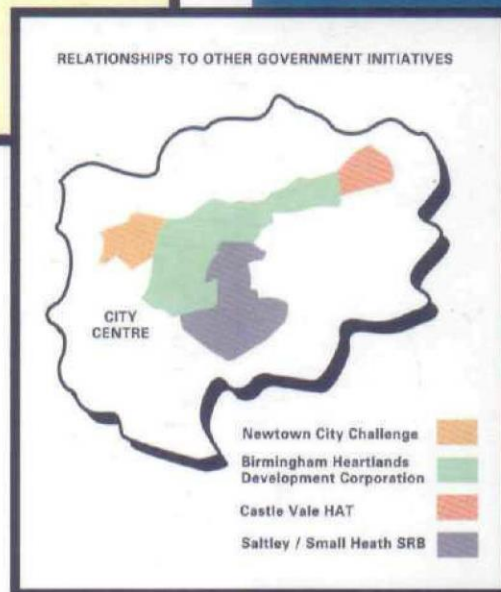 RELATIONSHIPS TO OTHER GOVERNMENT INITIATIVES
CITY
CENTRE
Newtown City Challenge
Birmingham Heartlands
Development Corporation
Castle Vale HAT
Saltley / Small Heath SRB